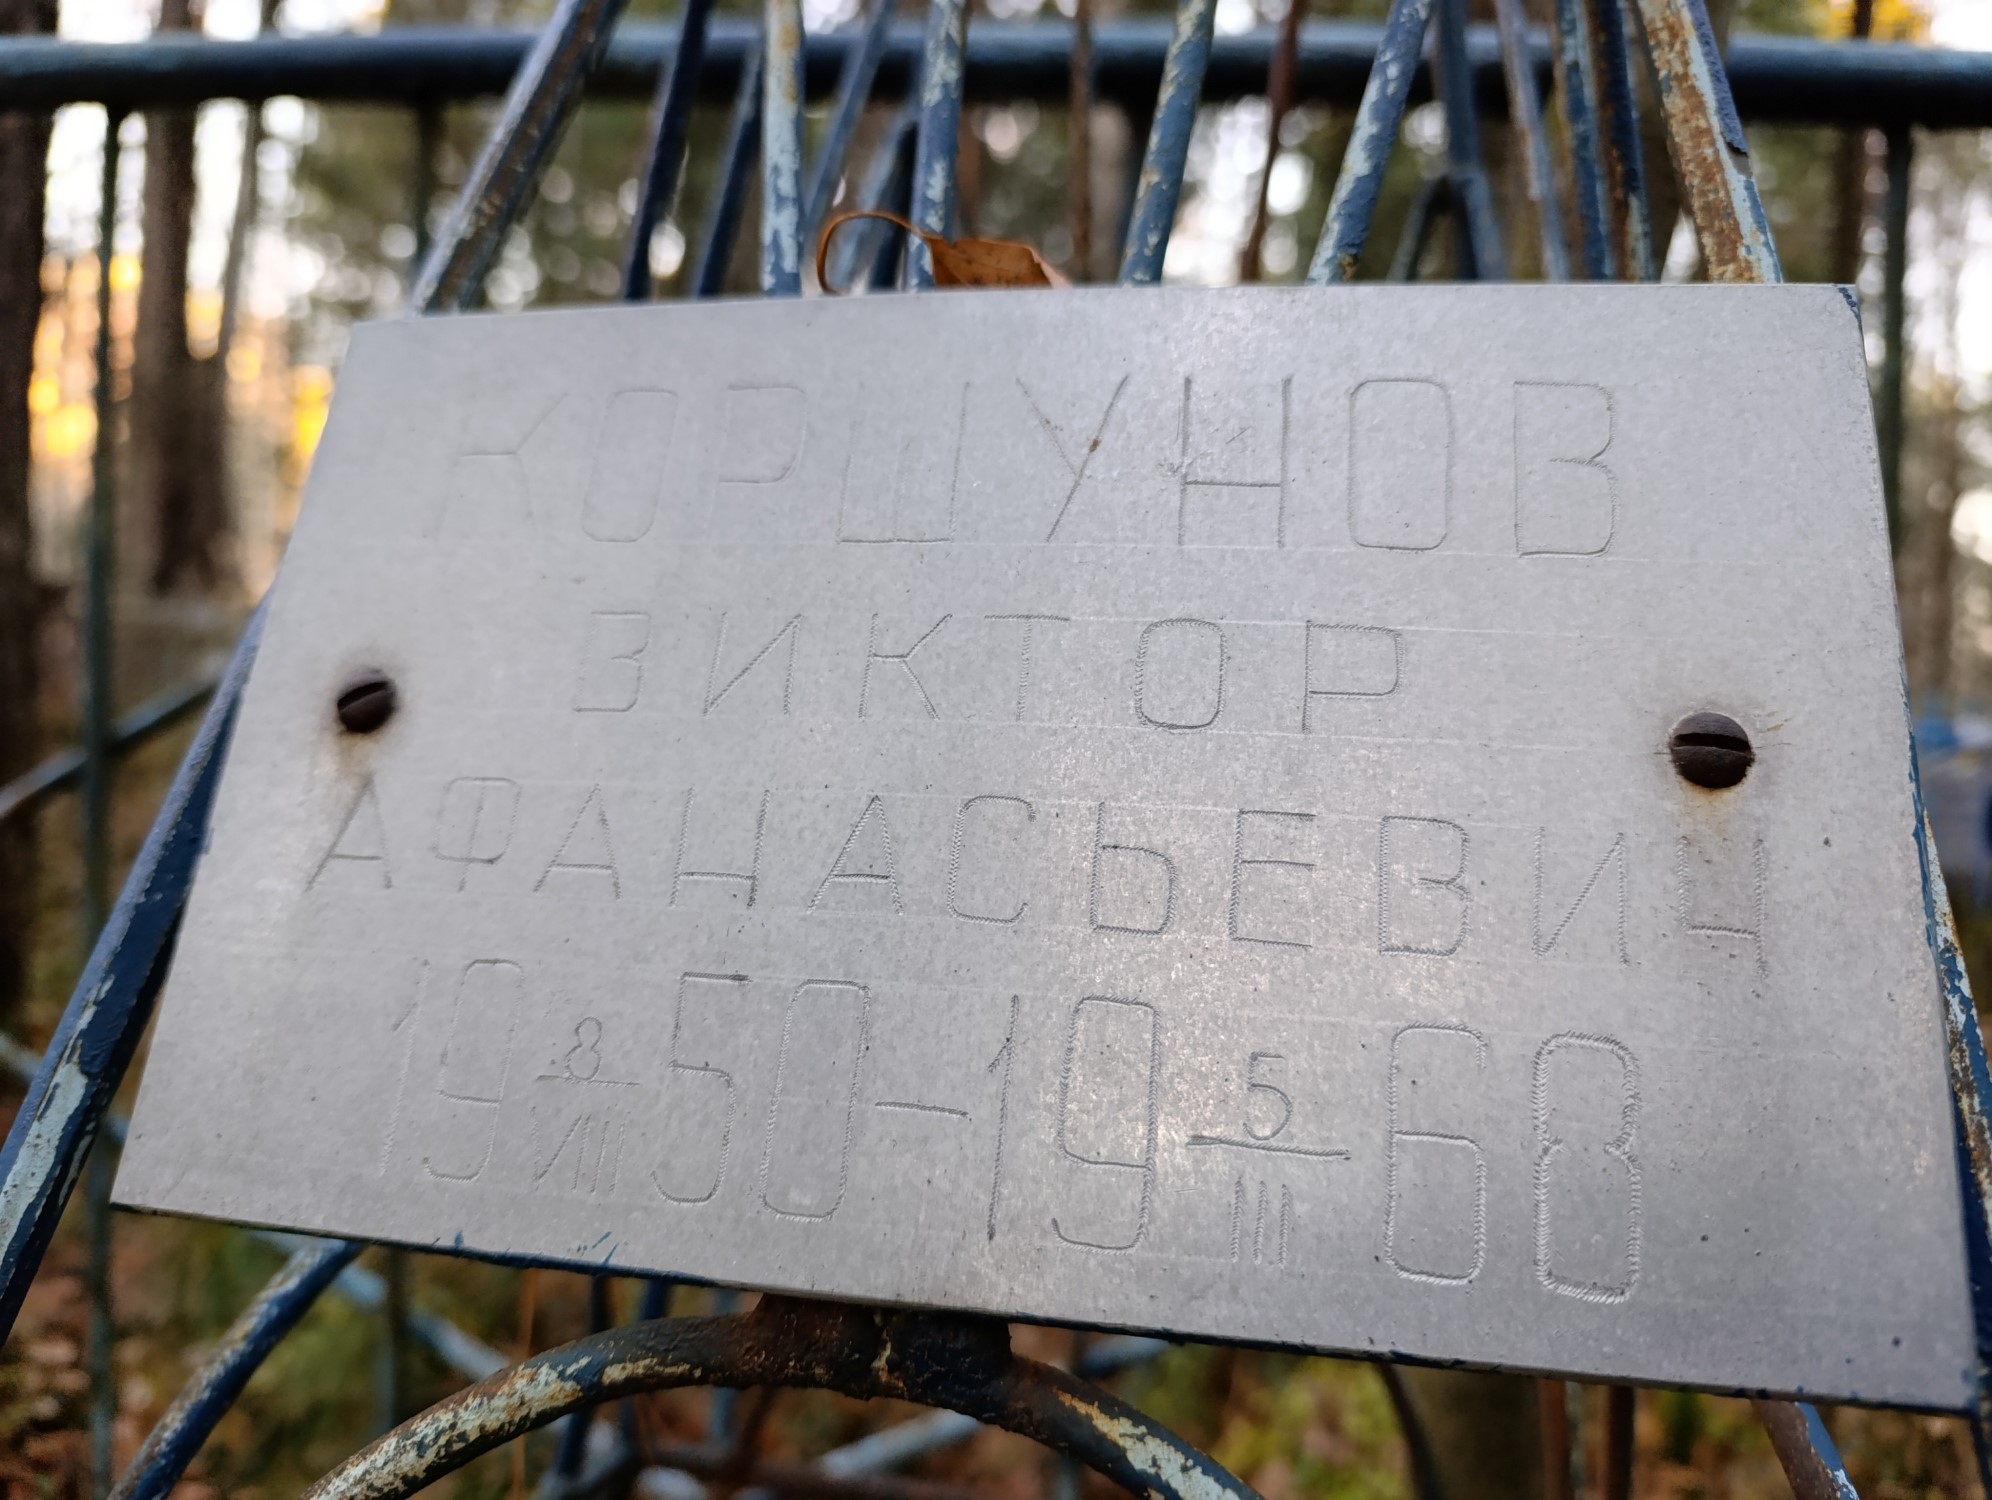 КОРШУНОВ
ВИКТОР
АФАНАСЬЕВИЧ
19 8/VIII 50 – 19 5/III 68